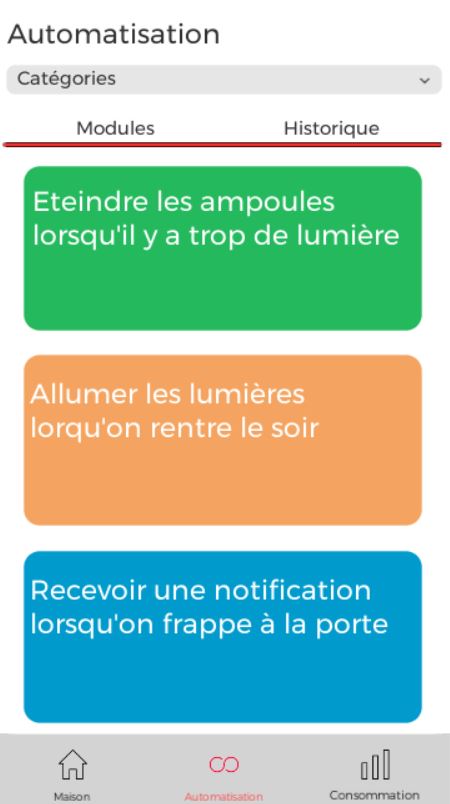 Automatisation
Catégories
Modules
Historique
Eteindre les ampoules
lorsqu'il y a trop de lumière
Allumer les lumières
lorqu'on rentre le soir
Recevoir une notification
lorsqu'on frappe à la porte
Maison
Automatisation
Consommation